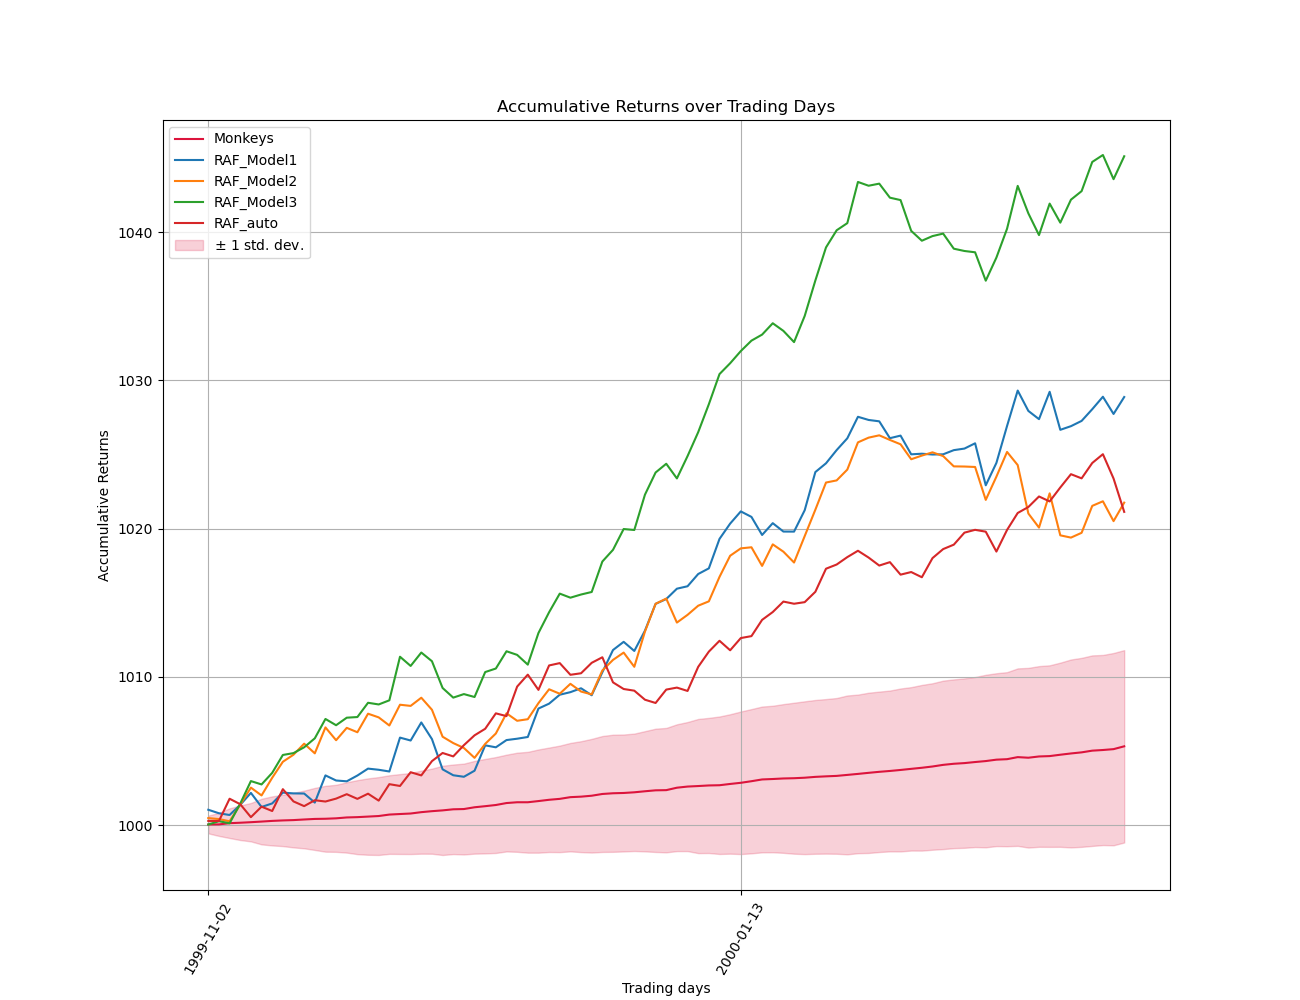 Accumulative Returns over Trading Days
Monkeys
RAF_Model1
RAF_Model2
RAF_Model3
RAF_auto
± 1 std. dev.
1040
1030
1020
1010
1000
Accumulative Returns
1999-11-02
2000-01-13
Trading days